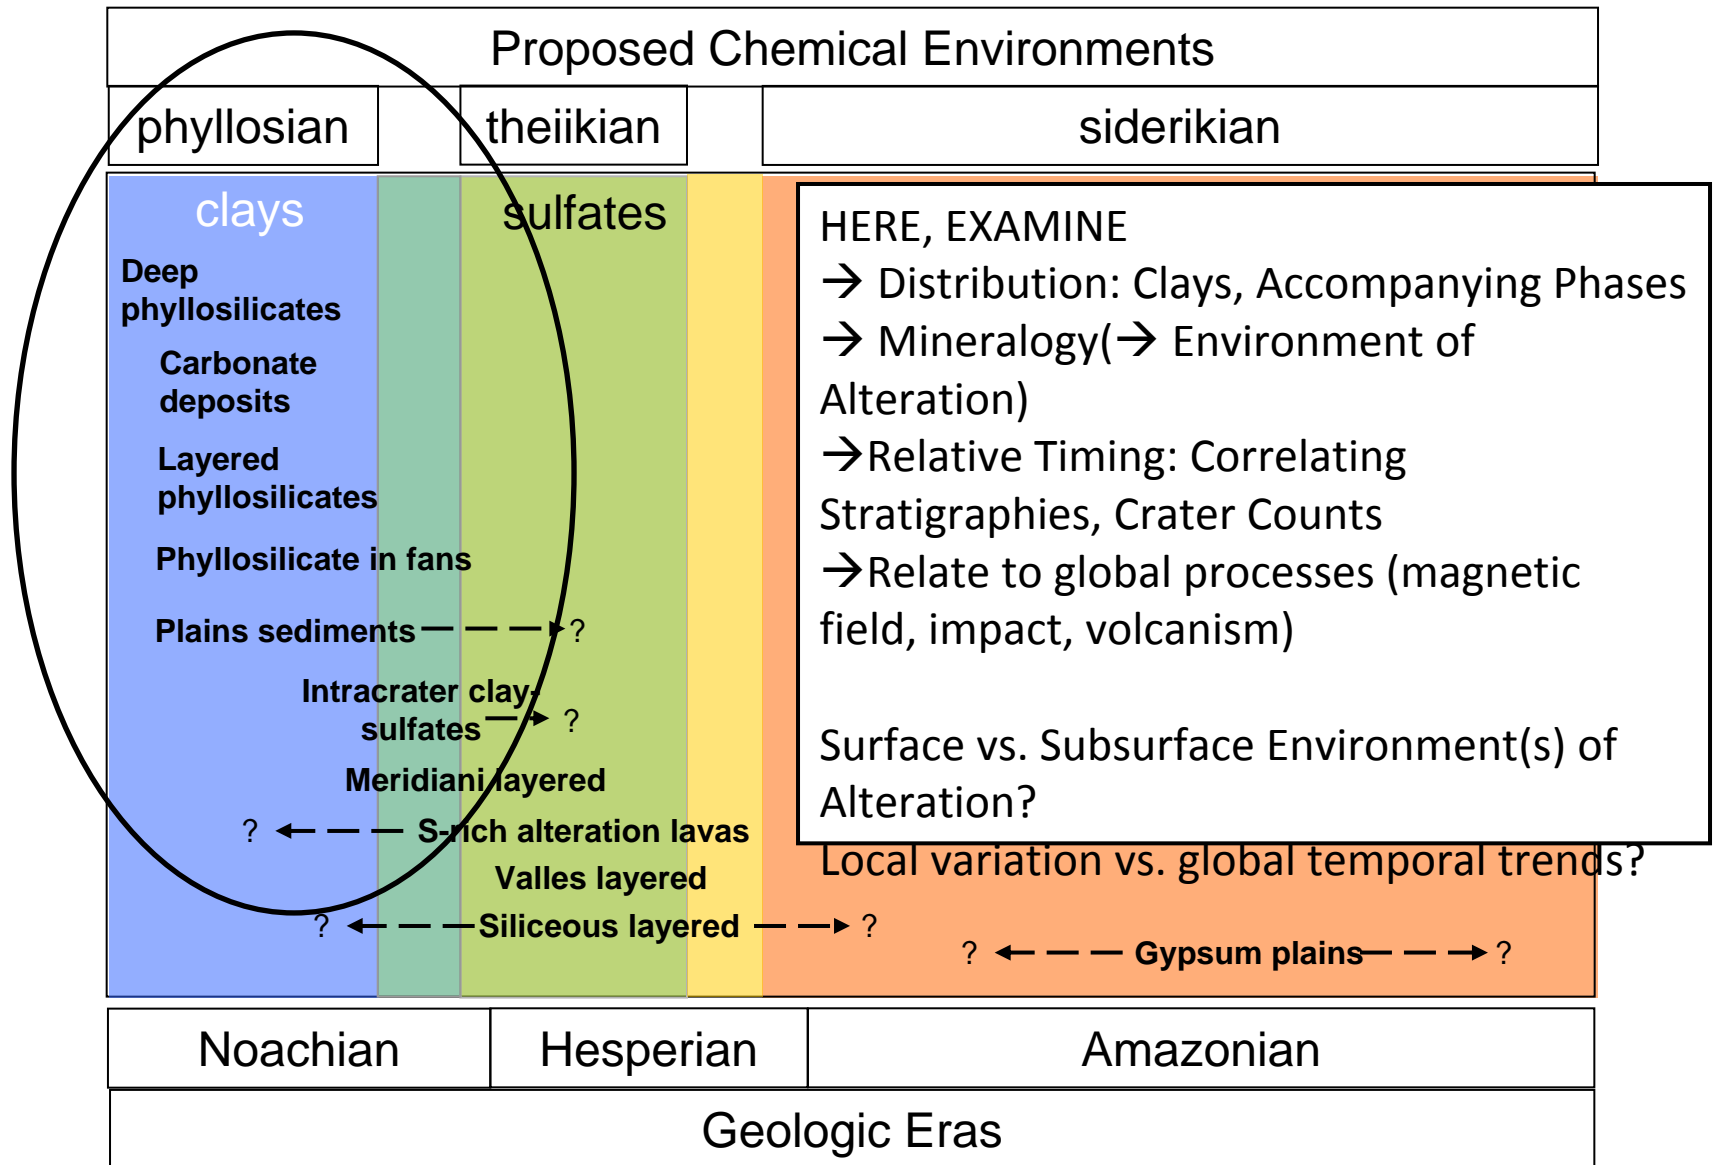 Proposed Chemical Environments
phyllosian
theiikian
siderikian
clays
sulfates
Deep
phyllosilicates
Carbonate
deposits
Layered
phyllosilicates
Phyllosilicate in fans
Plains sediments ?
Intracrater clay-
sulfates ?
Meridiani layered
? S-rich alteration lavas
Valles layered
? Siliceous layered ?
? Gypsum plains ?
HERE, EXAMINE
→ Distribution: Clays, Accompanying Phases
→ Mineralogy(→ Environment of
Alteration)
→Relative Timing: Correlating
Stratigraphies, Crater Counts
→Relate to global processes (magnetic
field, impact, volcanism)
Surface vs. Subsurface Environment(s) of
Alteration?
Local variation vs. global temporal trends?
Noachian
Hesperian
Amazonian
Geologic Eras